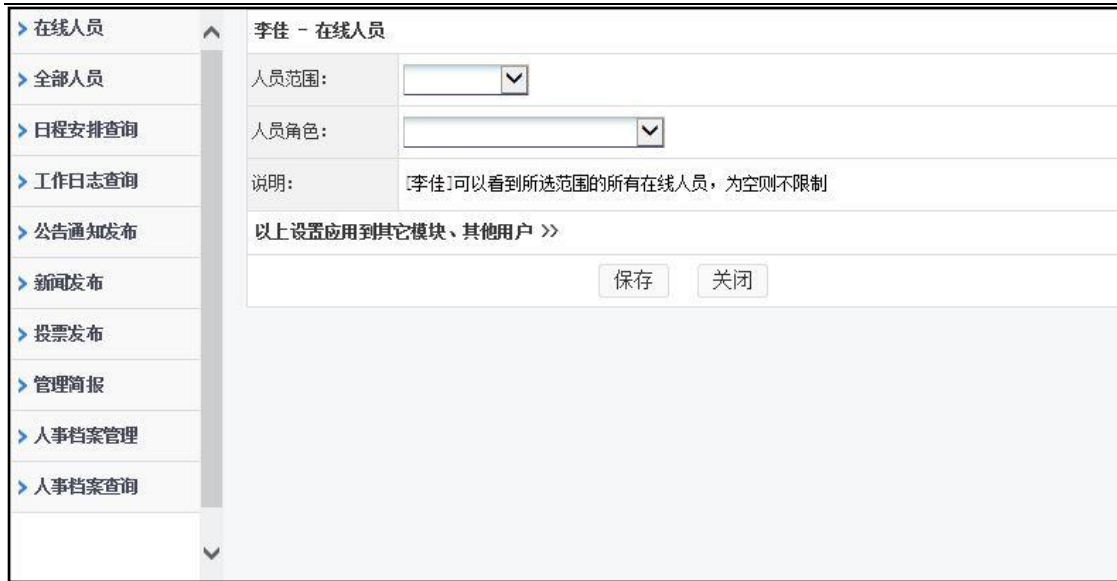 在线人员
全部人员
日程安排查询
工作日志查询
公告通知发布
新闻发布
投票发布
管理简报
人事档案管理
人事档案查询
李佳 - 在线人员
人员范围:
人员角色:
说明: [李佳]可以看到所选范围的所有在线人员，为空则不限制
以上设置应用到其它模块、其他用户 >>
保存 关闭